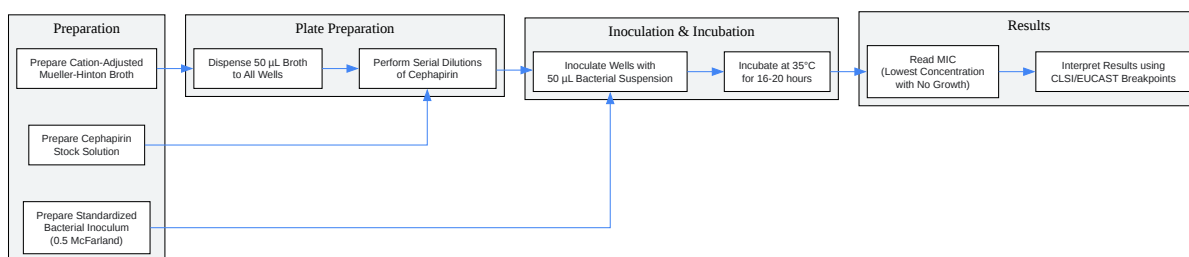 Preparation
Prepare Cation-Adjusted
Mueller-Hinton Broth
Prepare Cephapirin
Stock Solution
Prepare Standardized
Bacterial Inoculum
(0.5 McFarland)
Plate Preparation
Dispense 50 µL Broth
to All Wells
Perform Serial Dilutions
of Cephapirin
Inoculation & Incubation
Inoculate Wells with
50 µL Bacterial Suspension
Incubate at 35°C
for 16-20 hours
Results
Read MIC
(Lowest Concentration
with No Growth)
Interpret Results using
CLSI/EUCAST Breakpoints